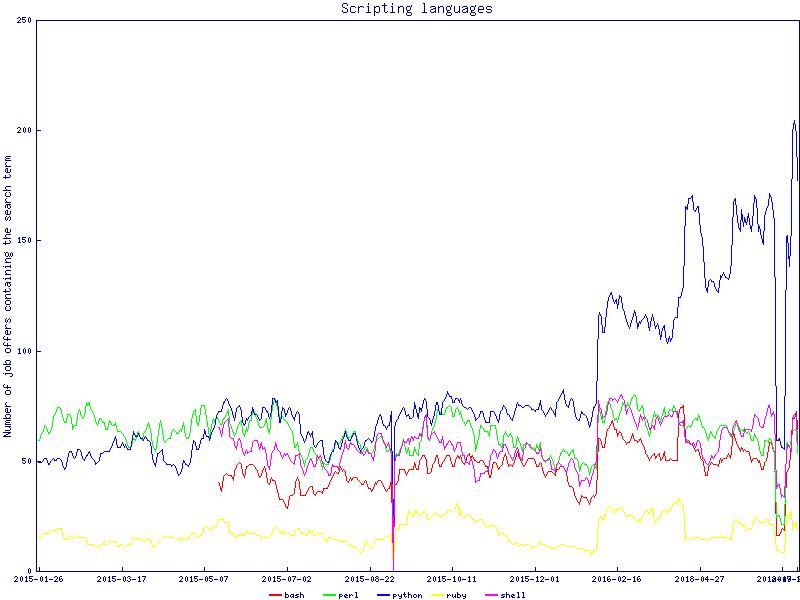 Scripting languages
Number of job offers containing the search term
250
200
150
100
50
0
2015-01-26 2015-03-17 2015-05-07 2015-07-02 2015-08-22 2015-10-11 2015-12-01 2016-02-16 2018-04-27
bash perl python ruby shell